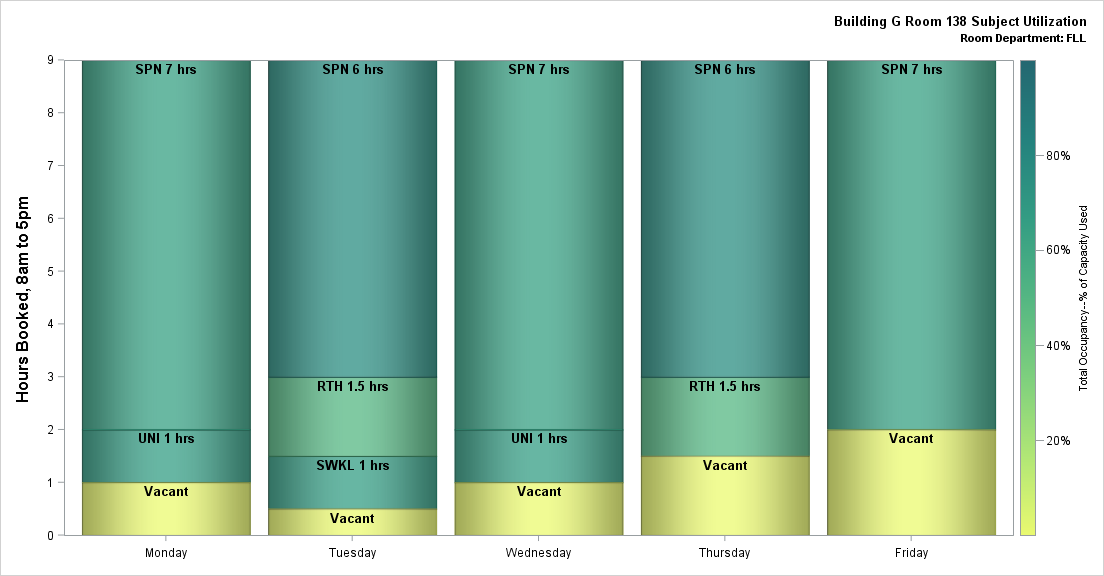 Building G Room 138 Subject Utilization
Room Department: FLL
Hours Booked, 8am to 5pm
9
8
7
6
5
4
3
2
1
0
SPN 7 hrs
UNI 1 hrs
Vacant
SPN 6 hrs
RTH 1.5 hrs
SWKL 1 hrs
Vacant
SPN 7 hrs
UNI 1 hrs
Vacant
SPN 6 hrs
RTH 1.5 hrs
Vacant
SPN 7 hrs
Vacant
Monday
Tuesday
Wednesday
Thursday
Friday
80%
60%
40%
20%
Total Occupancy--% of Capacity Used